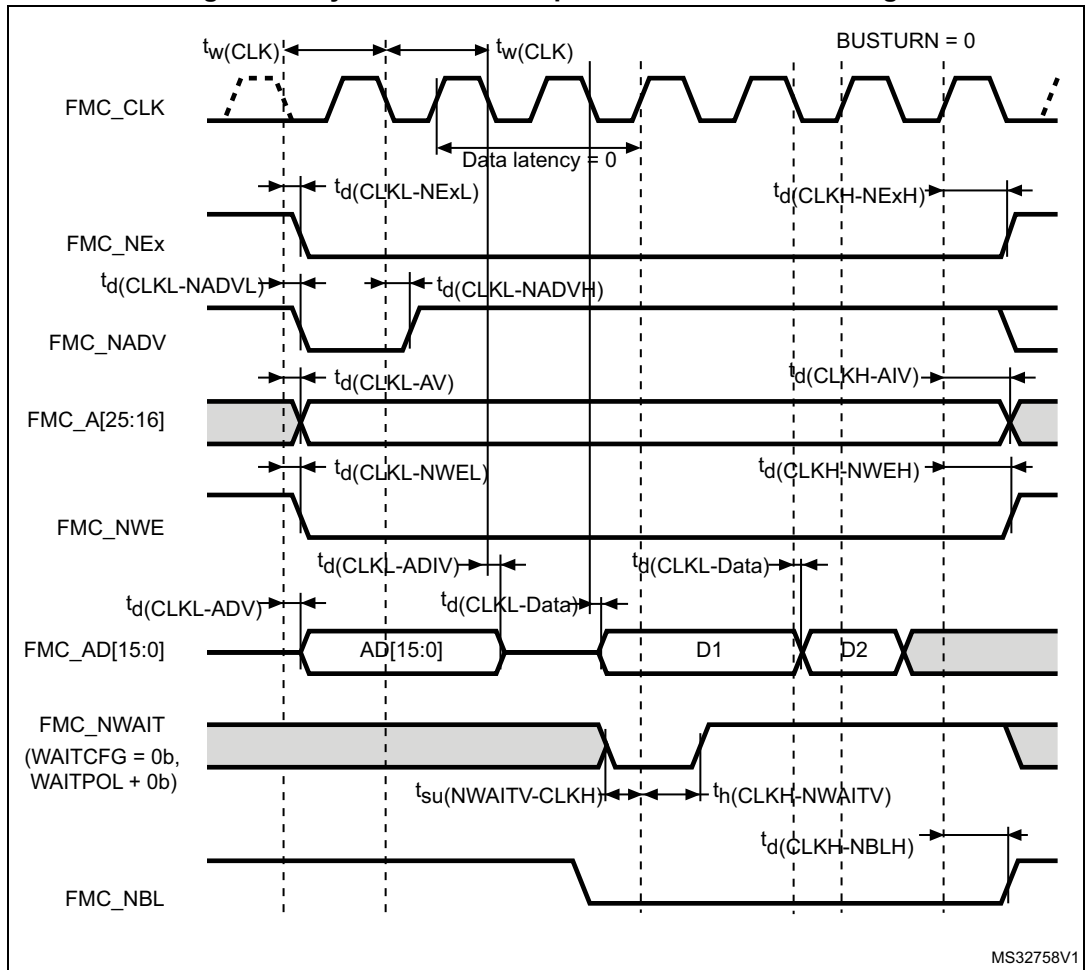 BUSTURN = 0
tw(CLK) tw(CLK)
FMC_CLK
Data latency = 0
td(CLKL-NExL) td(CLKH-NExH)
FMC_NEx
td(CLKL-NADVL) td(CLKL-NADVH)
FMC_NADV
td(CLKL-AV) td(CLKH-AIV)
FMC_A[25:16]
td(CLKL-NWEL) td(CLKH-NWEH)
FMC_NWE
td(CLKL-ADIV) td(CLKL-Data)
td(CLKL-ADV) td(CLKL-Data)
FMC_AD[15:0] AD[15:0] D1 D2
FMC_NWAIT
(WAITCFG = 0b,
WAITPOL + 0b)
tsu(NWAITV-CLKH) th(CLKH-NWAITV)
td(CLKH-NBLH)
FMC_NBL
MS32758V1